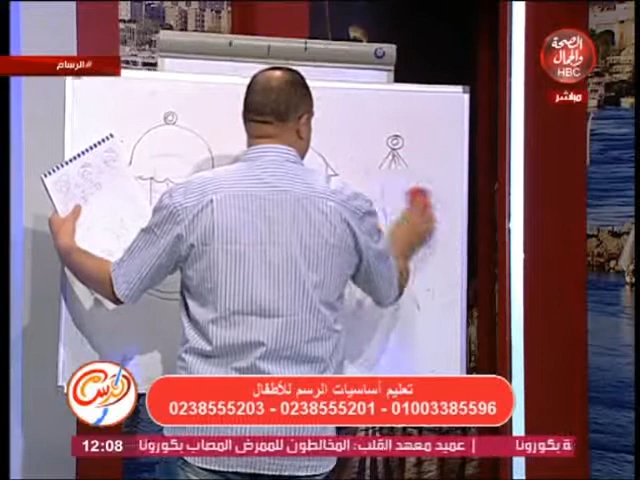 #الرسام
الصحة
والجمال
HBC
مباشر
تعليم أساسيات الرسم للأطفال
0238555203 - 0238555201 - 01003385596
12:08
بكورونا | عميد معهد القلب: المخالطون للممرض المصاب بكورونا